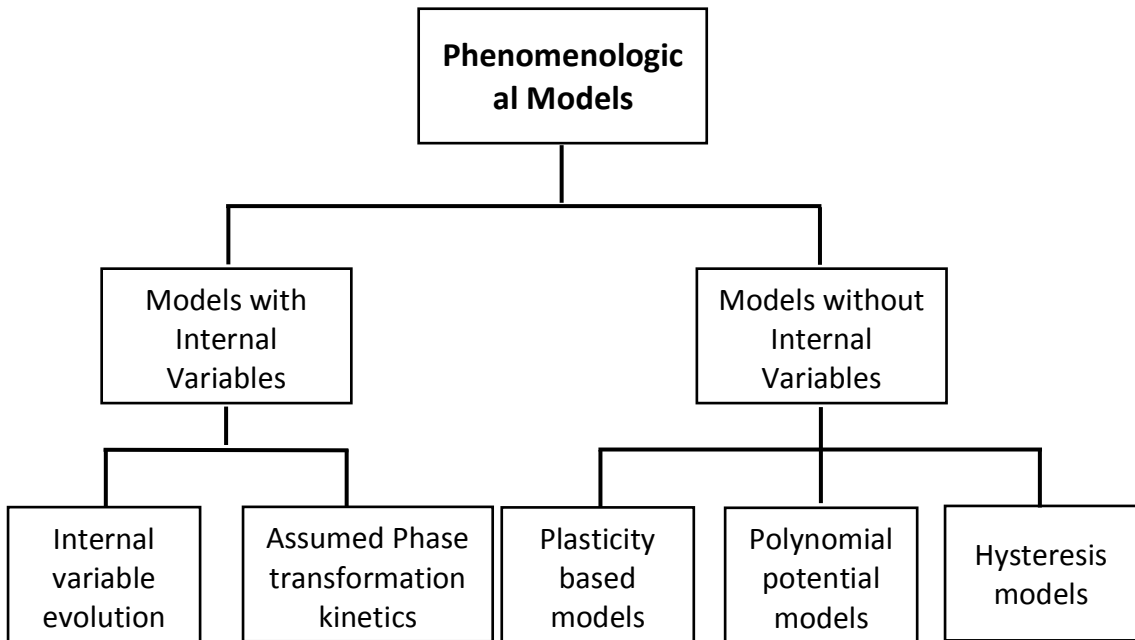 Phenomenologic
al Models
Models with
Internal
Variables
Models without
Internal
Variables
Internal
variable
evolution
Assumed Phase
transformation
kinetics
Plasticity
based
models
Polynomial
potential
models
Hysteresis
models